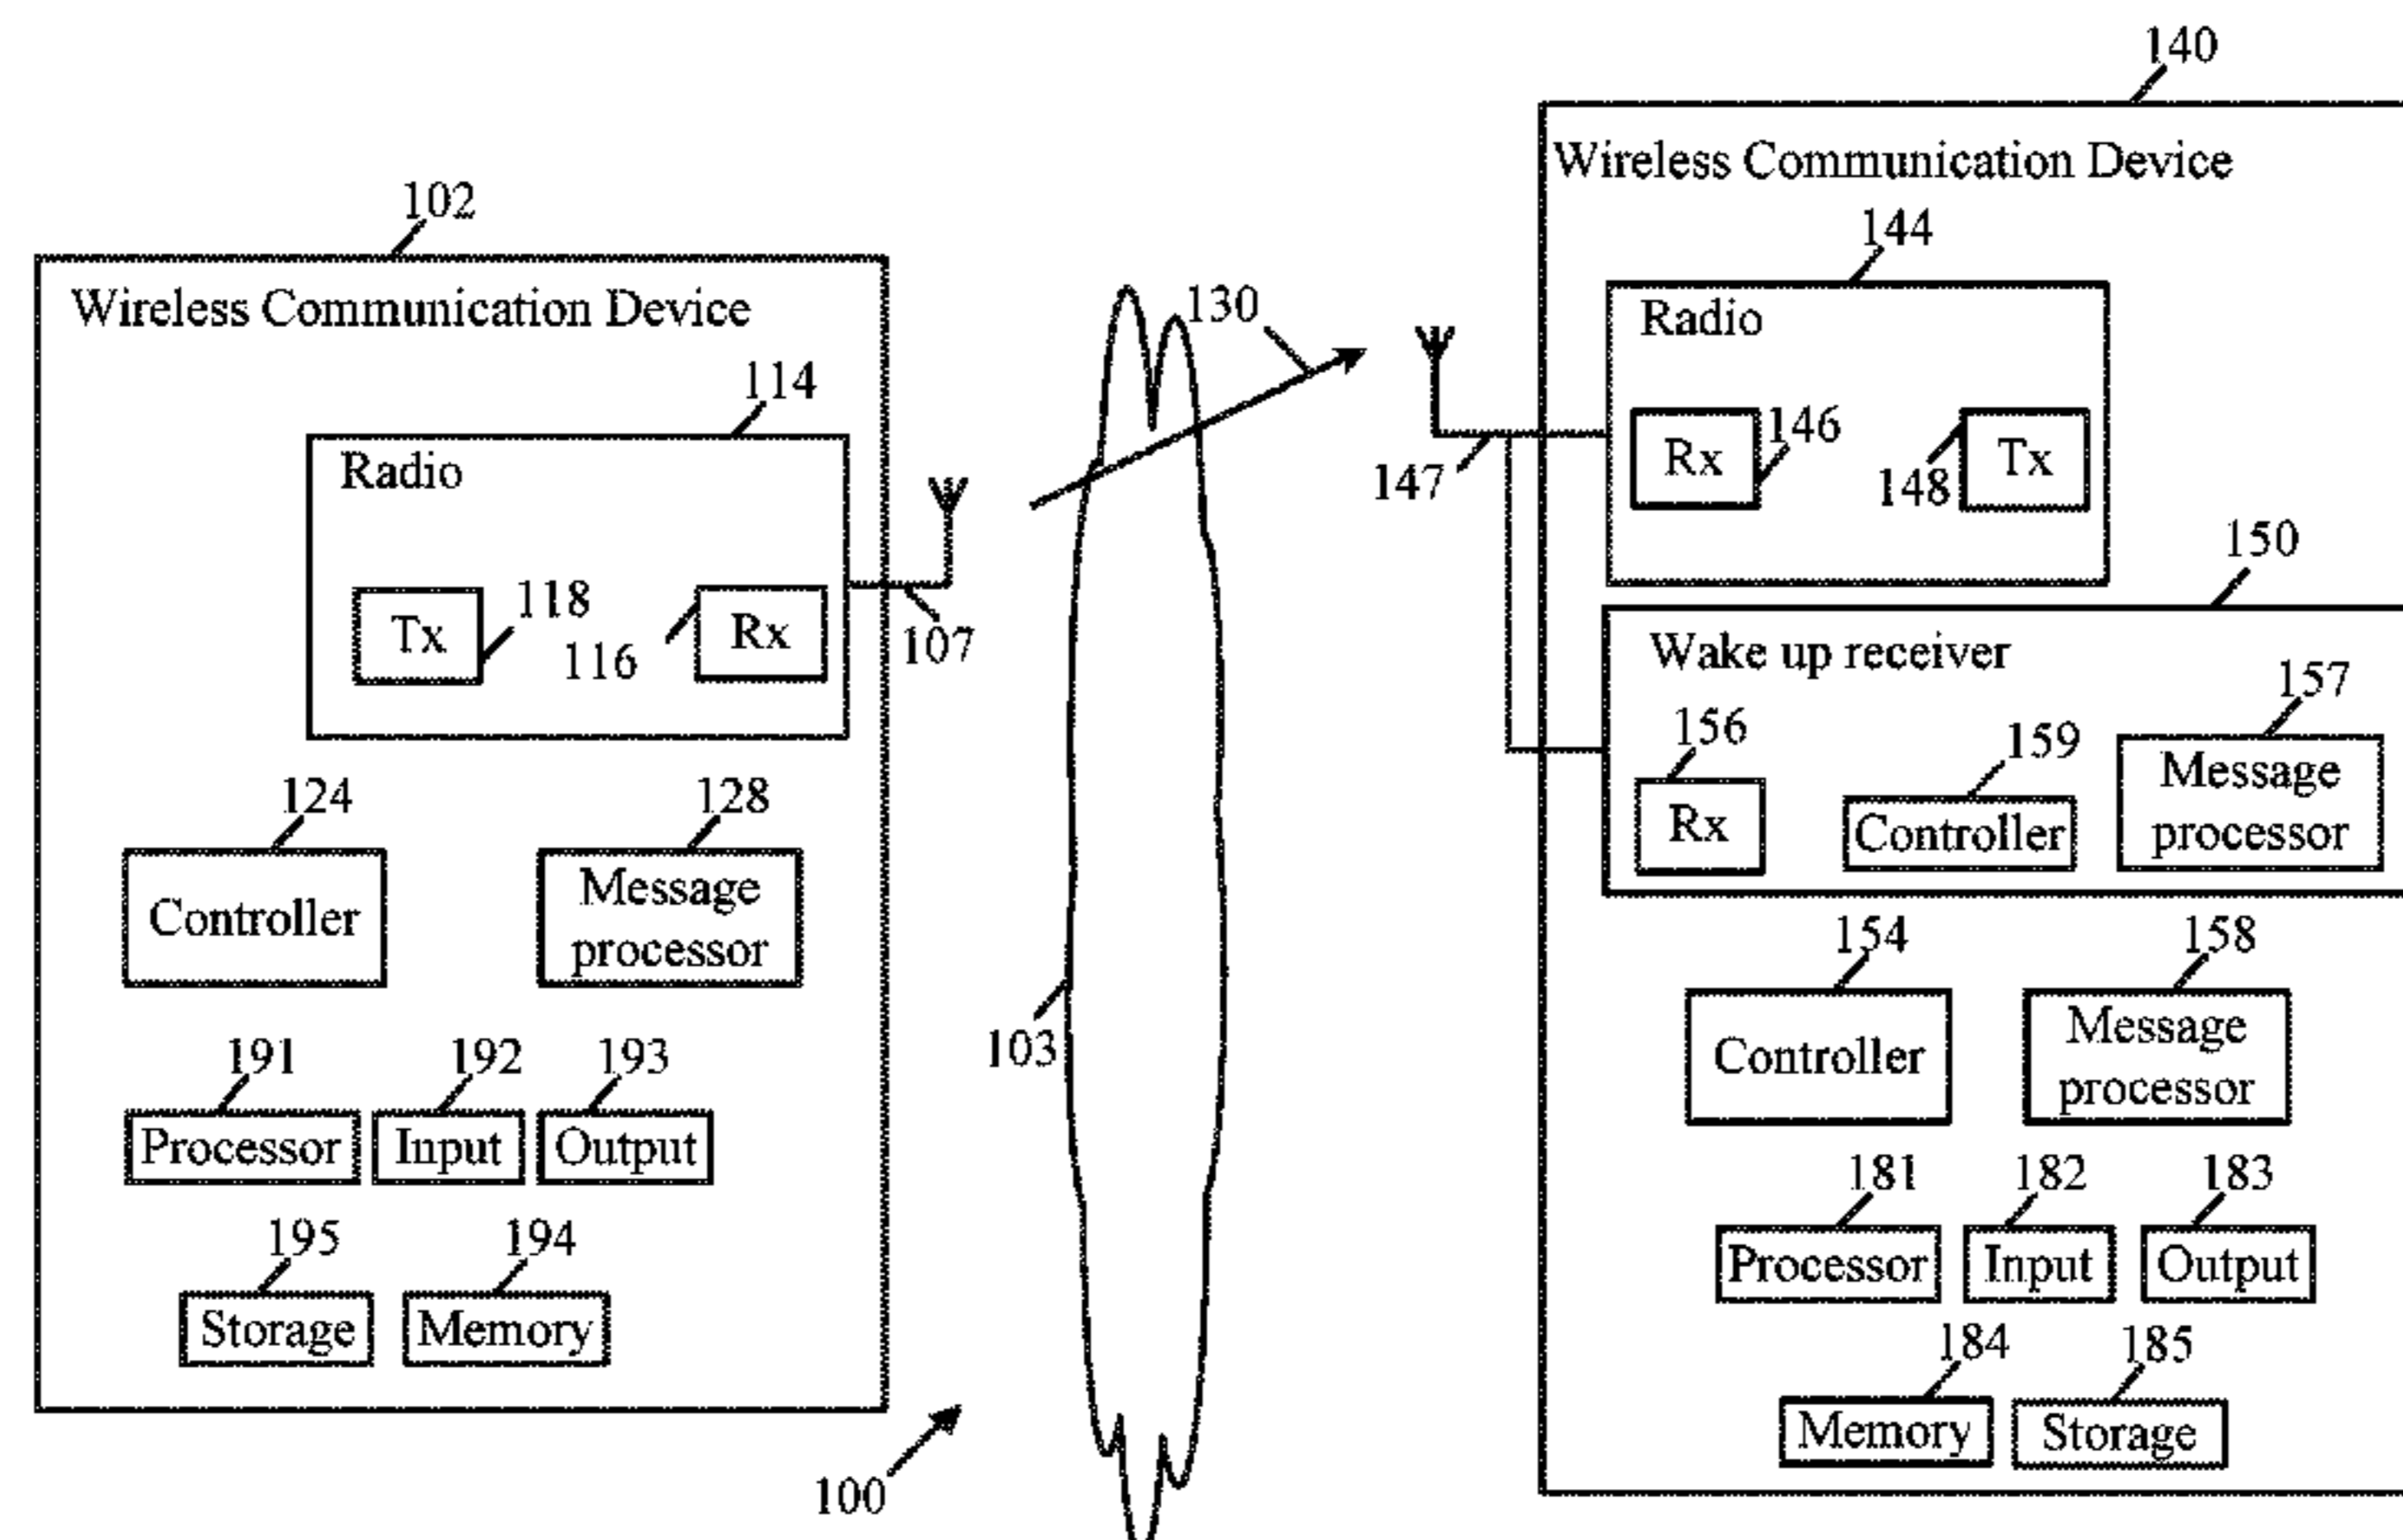 140
Wireless Communication Device
102
144
Wireless Communication Device
130
Radio
114
Radio
Rx
146
148
Tx
147
150
Tx
118
116
Rx
107
Wake up receiver
157
156
159
Message
processor
Rx
Controller
124
128
Controller
Message
processor
154
158
103
Controller
Message
processor
191
192
193
Processor
Input
Output
181
182
183
Processor
Input
Output
195
194
Storage
Memory
184
185
Memory
Storage
100